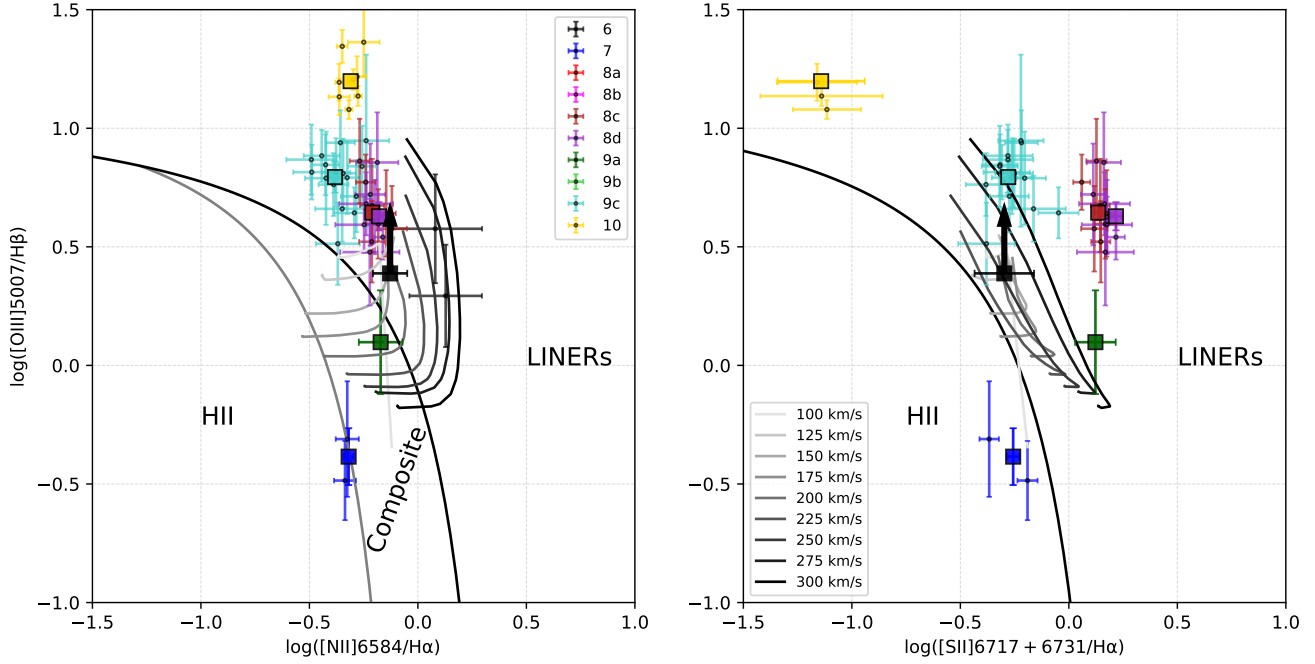 1.5
1.0
0.5
0.0
−0.5
−1.0
log([OIII]5007/Hβ)
6
7
8a
8b
8c
8d
9a
9b
9c
10
HII
Composite
LINERs
−1.5
−1.0
−0.5
0.0
0.5
1.0
log([NII]6584/Hα)
1.5
1.0
0.5
0.0
−0.5
−1.0
HII
LINERs
100 km/s
125 km/s
150 km/s
175 km/s
200 km/s
225 km/s
250 km/s
275 km/s
300 km/s
−1.5
−1.0
−0.5
0.0
0.5
1.0
log([SII]6717 + 6731/Hα)